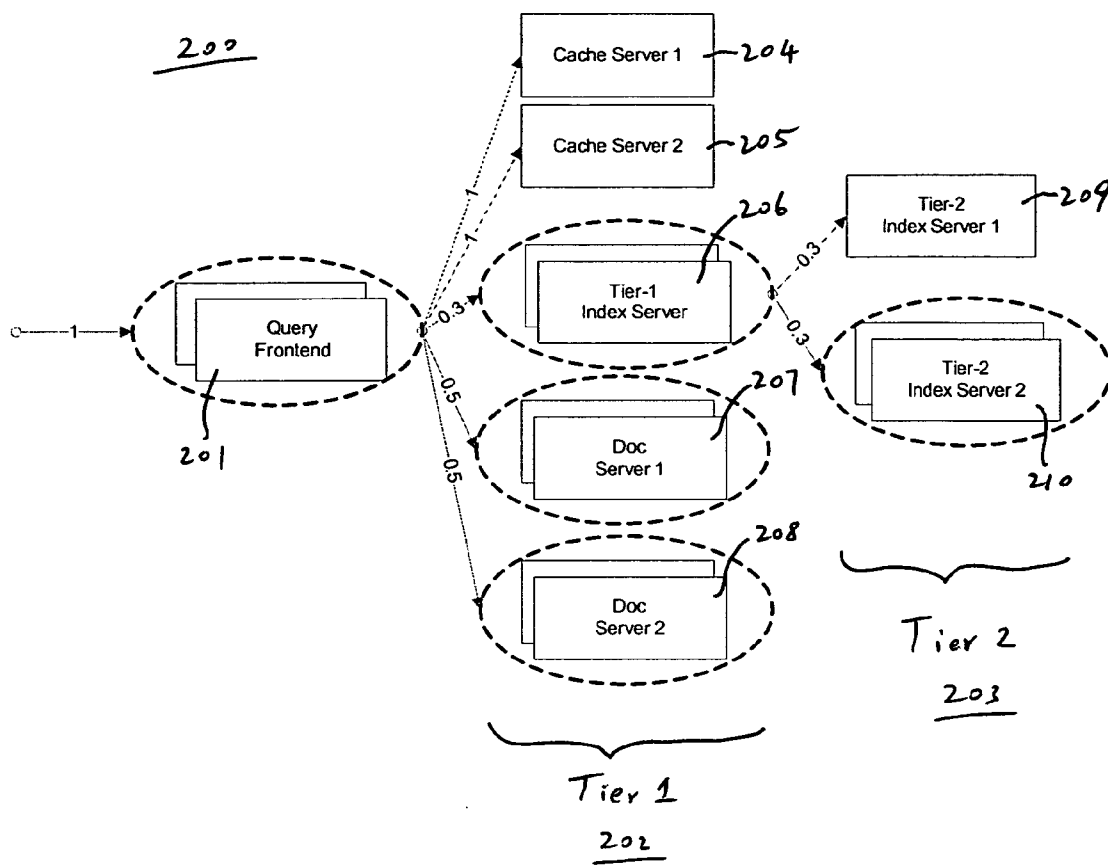 200
Cache Server 1
204
Cache Server 2
205
1
1
0.3
0.5
0.5
1
Query
Frontend
201
Tier-1
Index Server
206
0.3
0.3
Tier-2
Index Server 1
209
Tier-2
Index Server 2
210
Doc
Server 1
207
Doc
Server 2
208
Tier 1
202
Tier 2
203